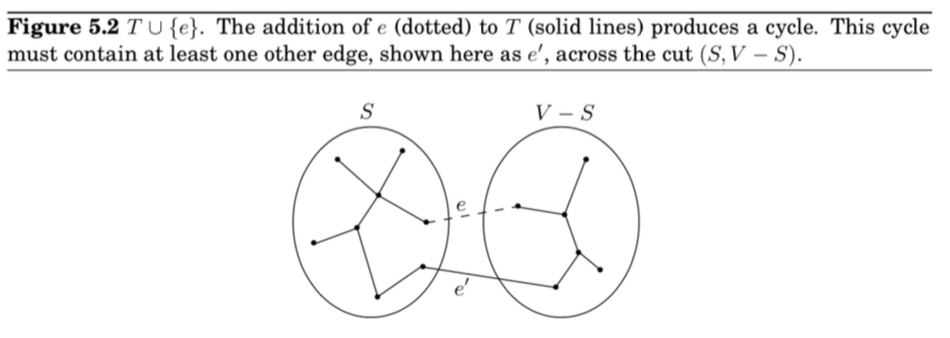 Figure 5.2 T ∪ {e}. The addition of e (dotted) to T (solid lines) produces a cycle. This cycle
must contain at least one other edge, shown here as e′, across the cut (S, V − S).
S
V − S
e
e′